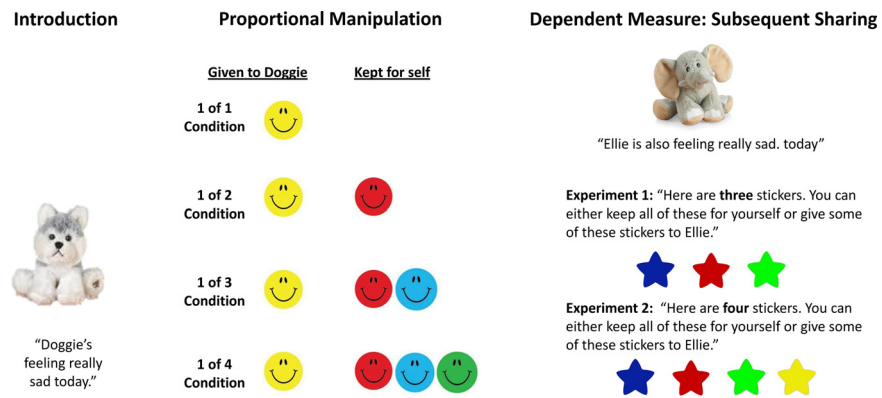 Introduction
Proportional Manipulation
Dependent Measure: Subsequent Sharing
Given to Doggie
Kept for self
1 of 1
Condition
1 of 2
Condition
1 of 3
Condition
1 of 4
Condition
“Doggie’s
feeling really
sad today.”
“Ellie is also feeling really sad. today”
Experiment 1: “Here are three stickers. You can
either keep all of these for yourself or give some
of these stickers to Ellie.”
Experiment 2:  “Here are four stickers. You can
either keep all of these for yourself or give some
of these stickers to Ellie.”